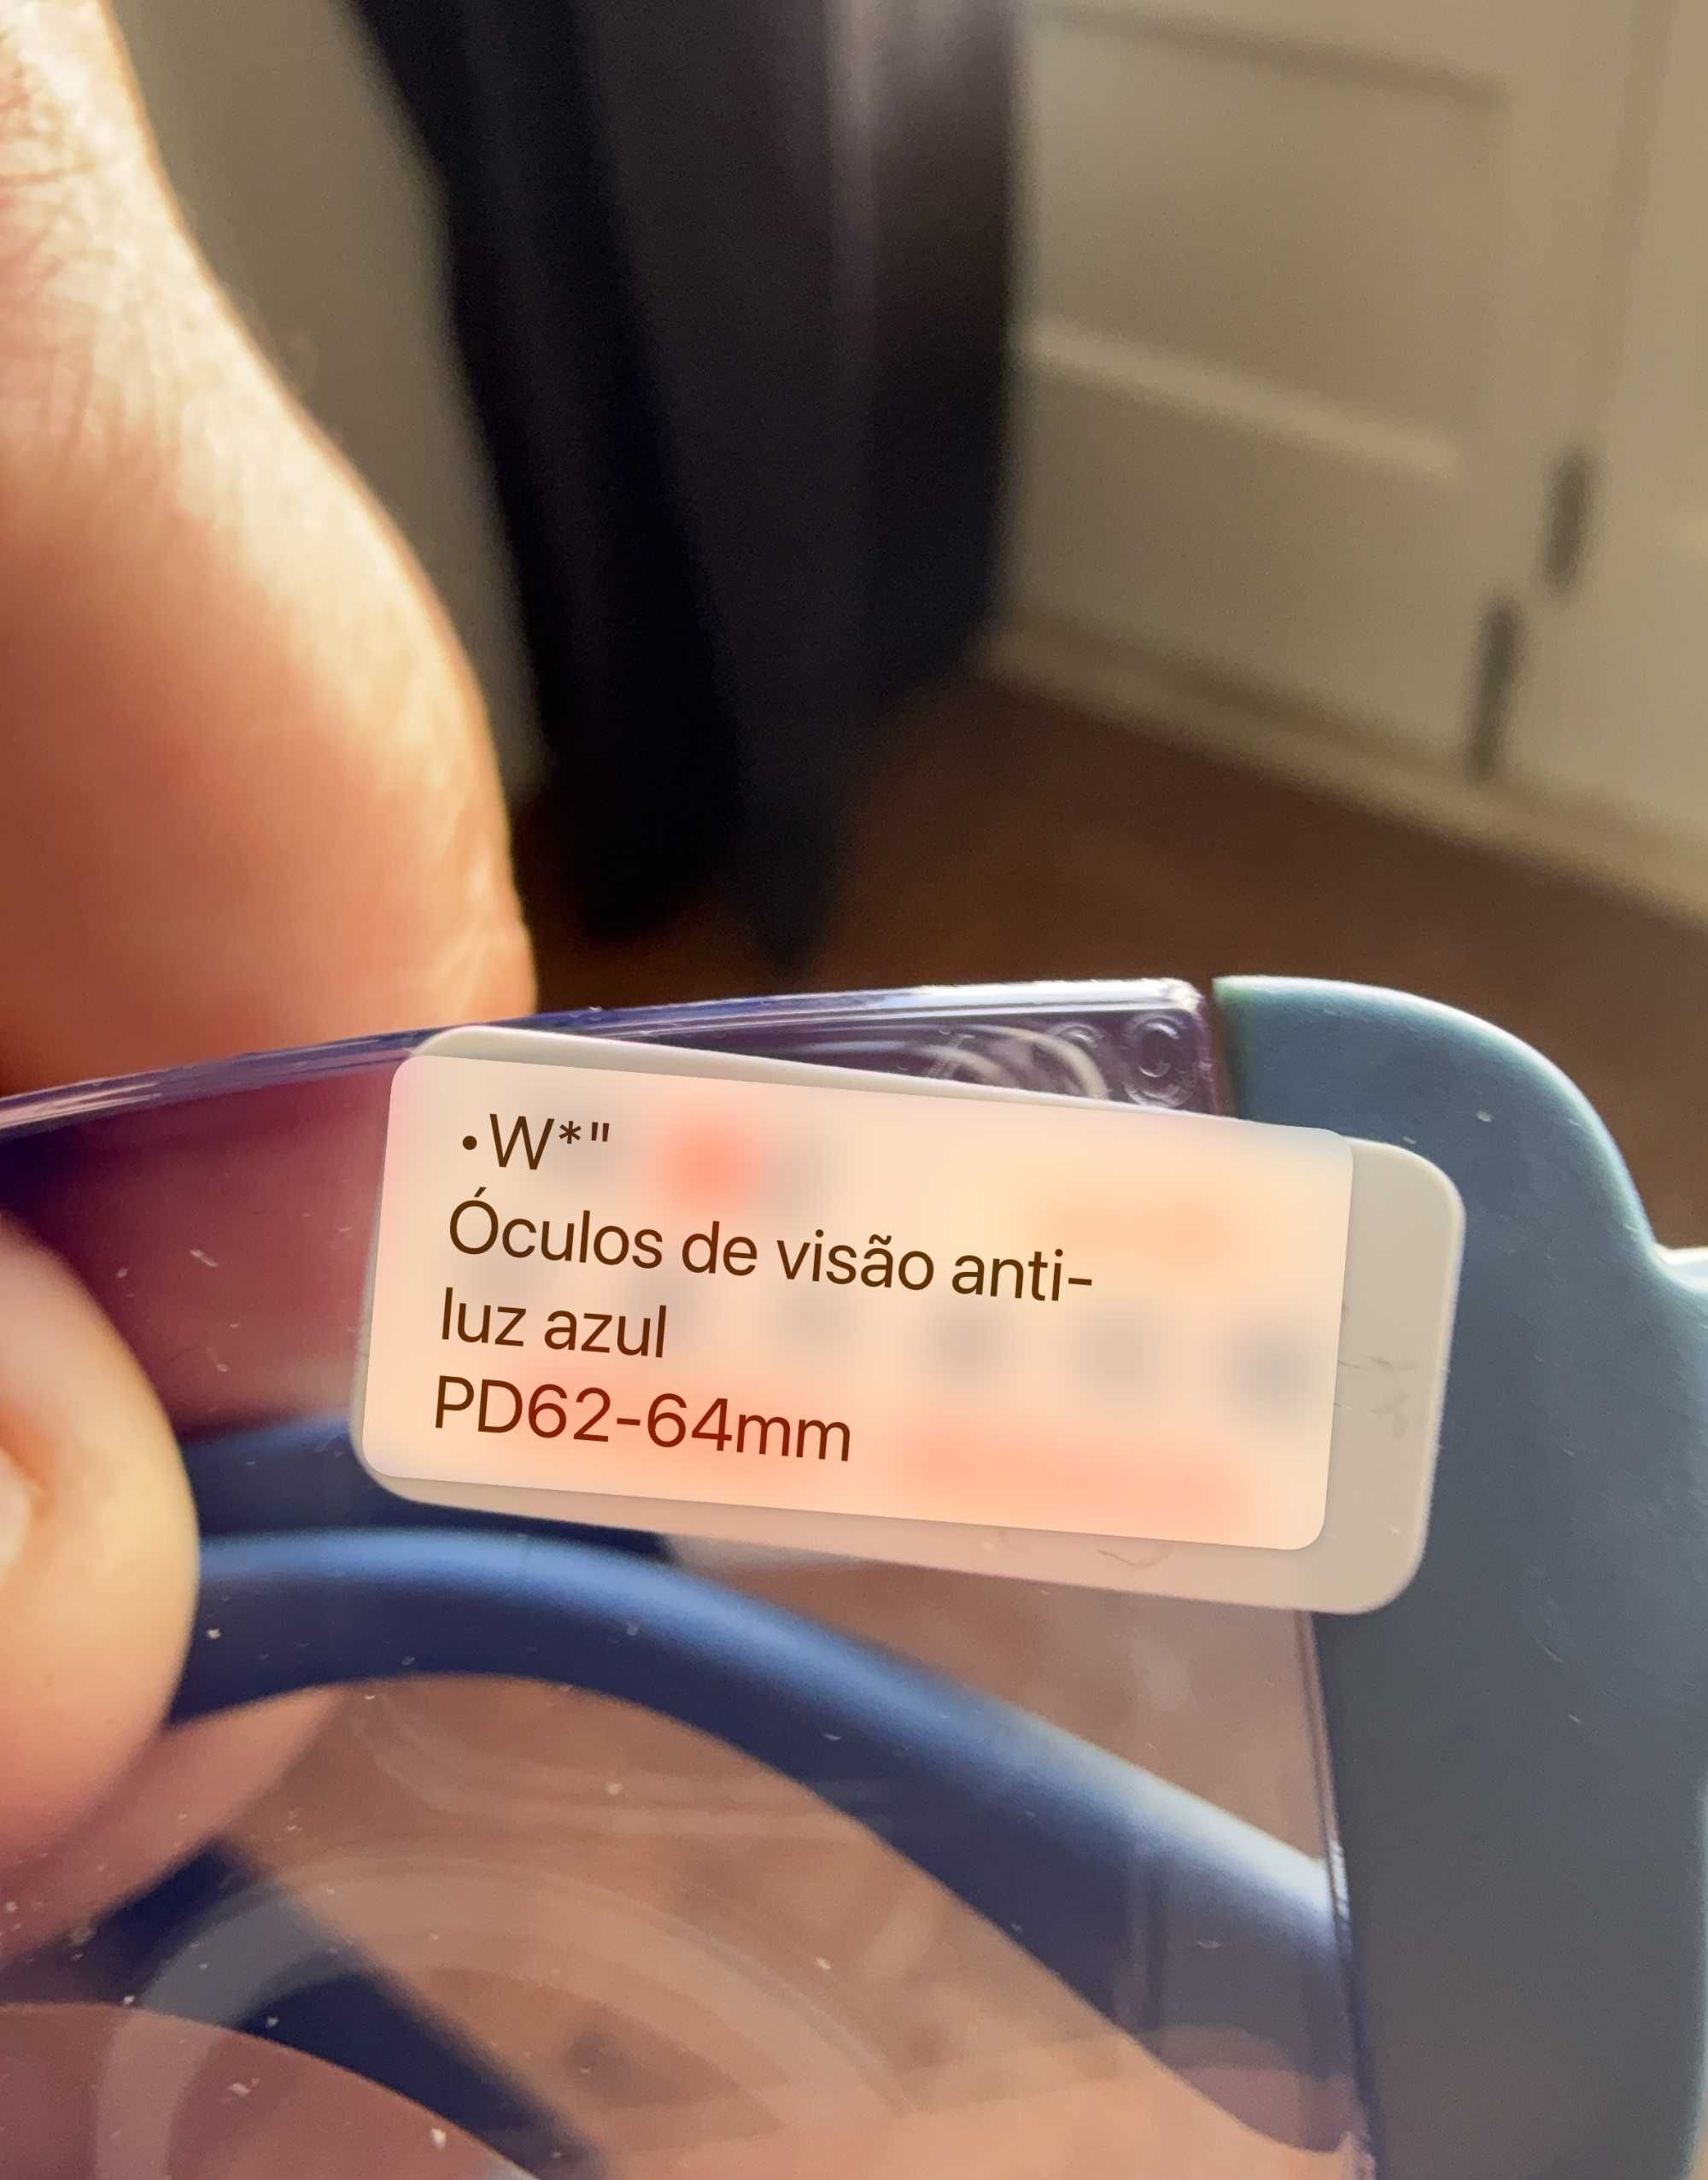 •W*"
Óculos de visão anti-
luz azul
PD62-64mm